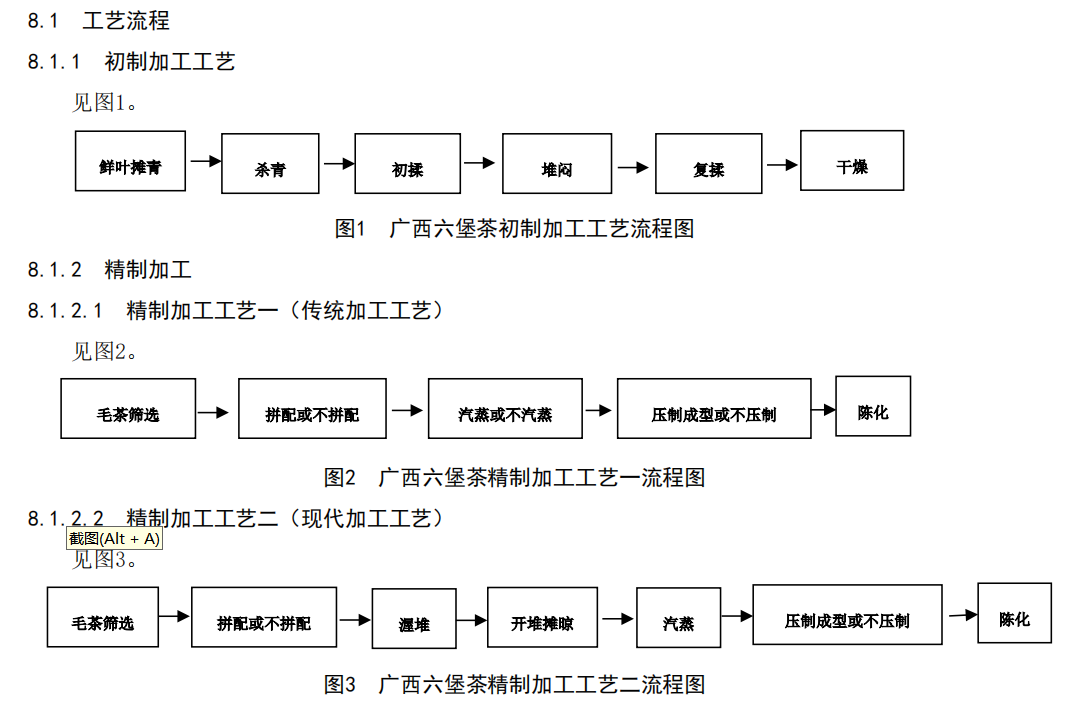 8.1 工艺流程
8.1.1 初制加工工艺
见图1。
鲜叶摊青 杀青 初揉 堆闷 复揉 干燥
图1 广西六堡茶初制加工工艺流程图
8.1.2 精制加工
8.1.2.1 精制加工工艺一（传统加工工艺）
见图2。
毛茶筛选 拼配或不拼配 汽蒸或不汽蒸 压制成型或不压制 陈化
图2 广西六堡茶精制加工工艺一流程图
8.1.2.2 精制加工工艺二（现代加工工艺）
截图(Alt + A)
见图3。
毛茶筛选 拼配或不拼配 渥堆 开堆摊晾 汽蒸 压制成型或不压制 陈化
图3 广西六堡茶精制加工工艺二流程图